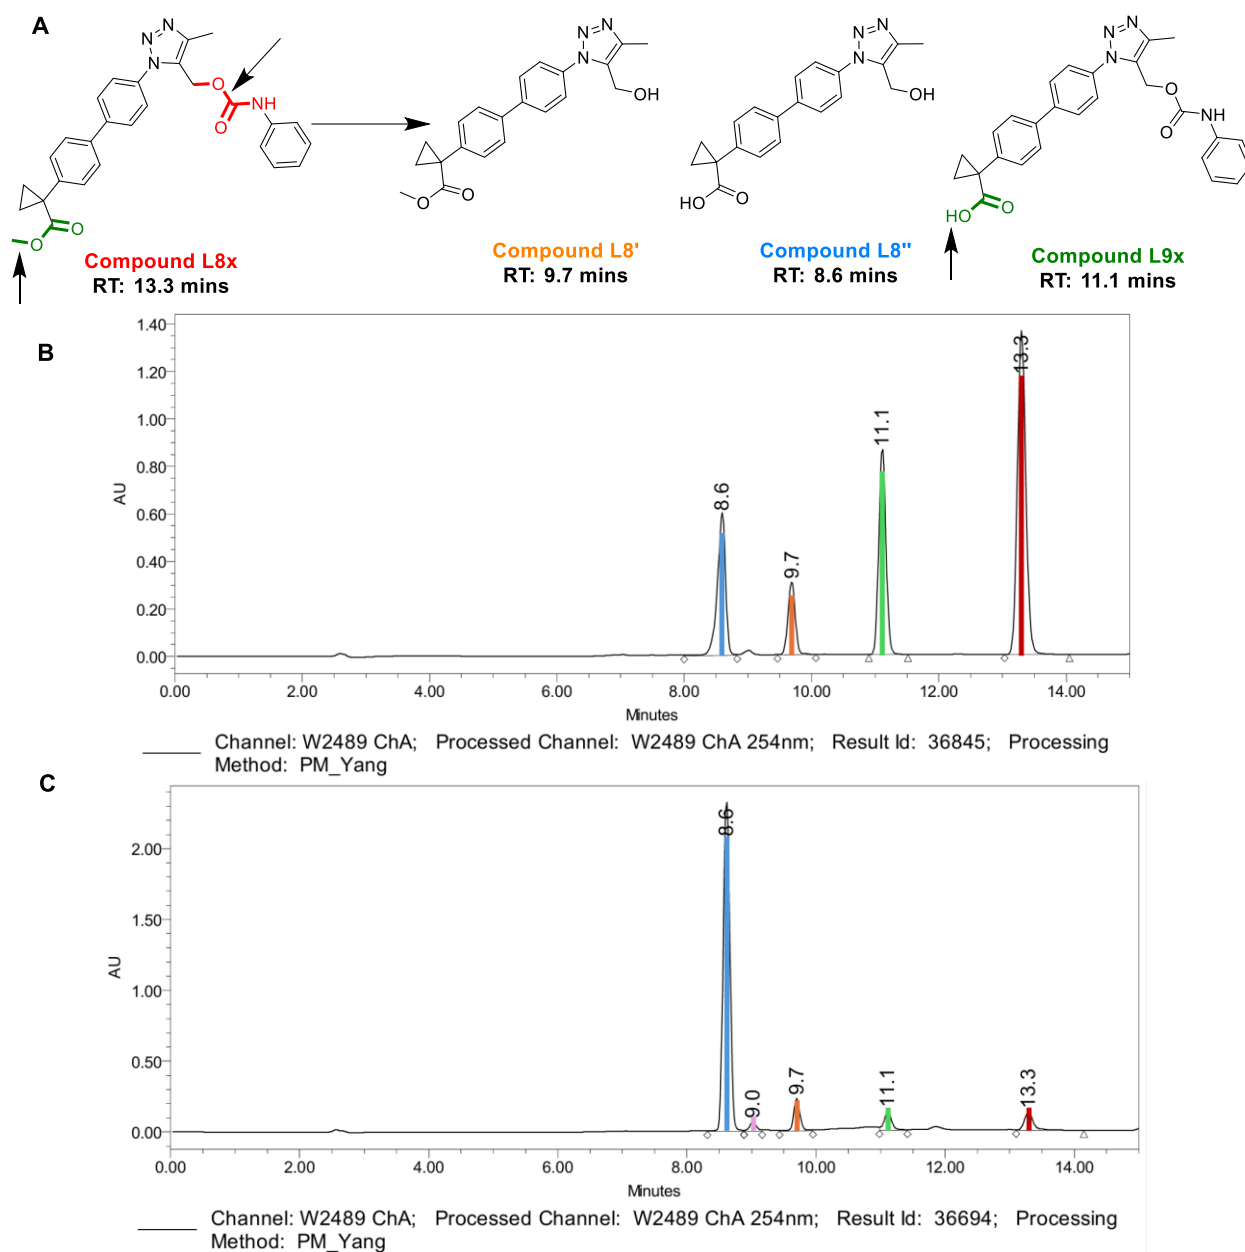 A
N N
N
O
NH
O
O
O
Compound L8x
RT: 13.3 mins
N N
N
OH
O
O
Compound L8'
RT: 9.7 mins
N N
N
OH
O
HO
Compound L8"
RT: 8.6 mins
N N
N
O
NH
O
O
HO
Compound L9x
RT: 11.1 mins
B
AU
1.40
1.20
1.00
0.80
0.60
0.40
0.20
0.00
8.6
9.7
11.1
13.3
0.00 2.00 4.00 6.00 8.00 10.00 12.00 14.00
Minutes
Channel: W2489 ChA; Processed Channel: W2489 ChA 254nm; Result Id: 36845; Processing
Method: PM_Yang
C
AU
2.00
1.50
1.00
0.50
0.00
8.6
9.0
9.7
11.1
13.3
0.00 2.00 4.00 6.00 8.00 10.00 12.00 14.00
Minutes
Channel: W2489 ChA; Processed Channel: W2489 ChA 254nm; Result Id: 36694; Processing
Method: PM_Yang